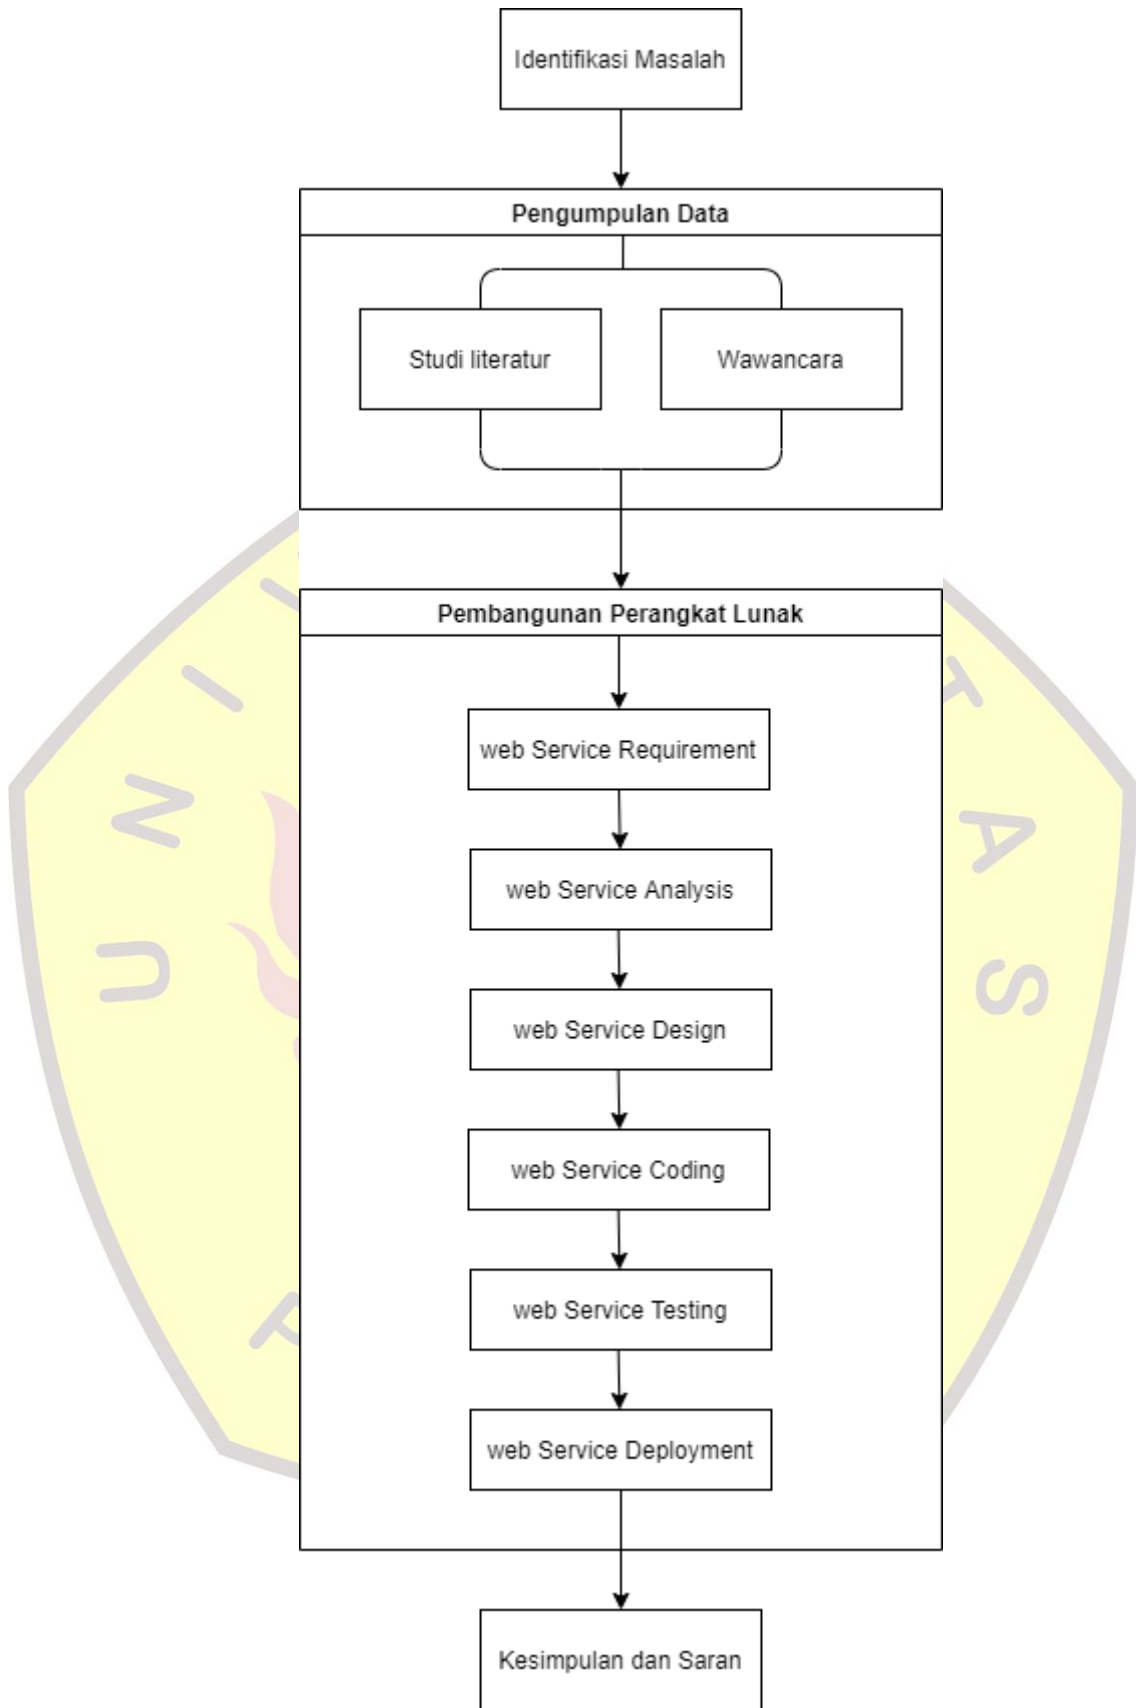 Identifikasi Masalah
Pengumpulan Data
Studi literatur
Wawancara
Pembangunan Perangkat Lunak
web Service Requirement
web Service Analysis
web Service Design
web Service Coding
web Service Testing
web Service Deployment
Kesimpulan dan Saran